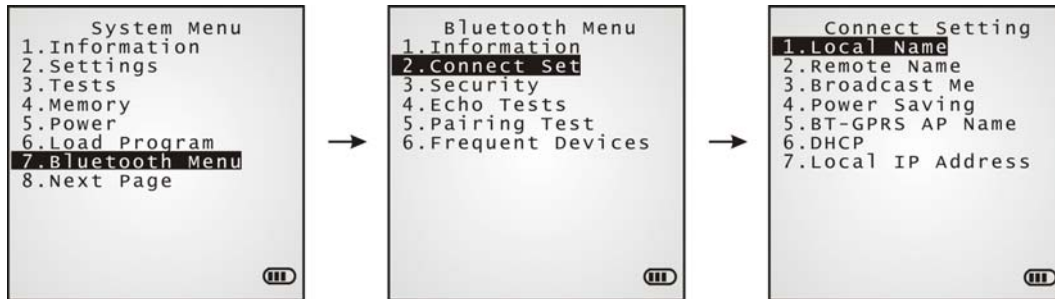 System Menu
1.Information
2.Settings
3.Tests
4.Memory
5.Power
6.Load Program
7.Bluetooth Menu
8.Next Page
Bluetooth Menu
1.Information
2.Connect Set
3.Security
4.Echo Tests
5.Pairing Test
6.Frequent Devices
Connect Setting
1.Local Name
2.Remote Name
3.Broadcast Me
4.Power Saving
5.BT-GPRS AP Name
6.DHCP
7.Local IP Address